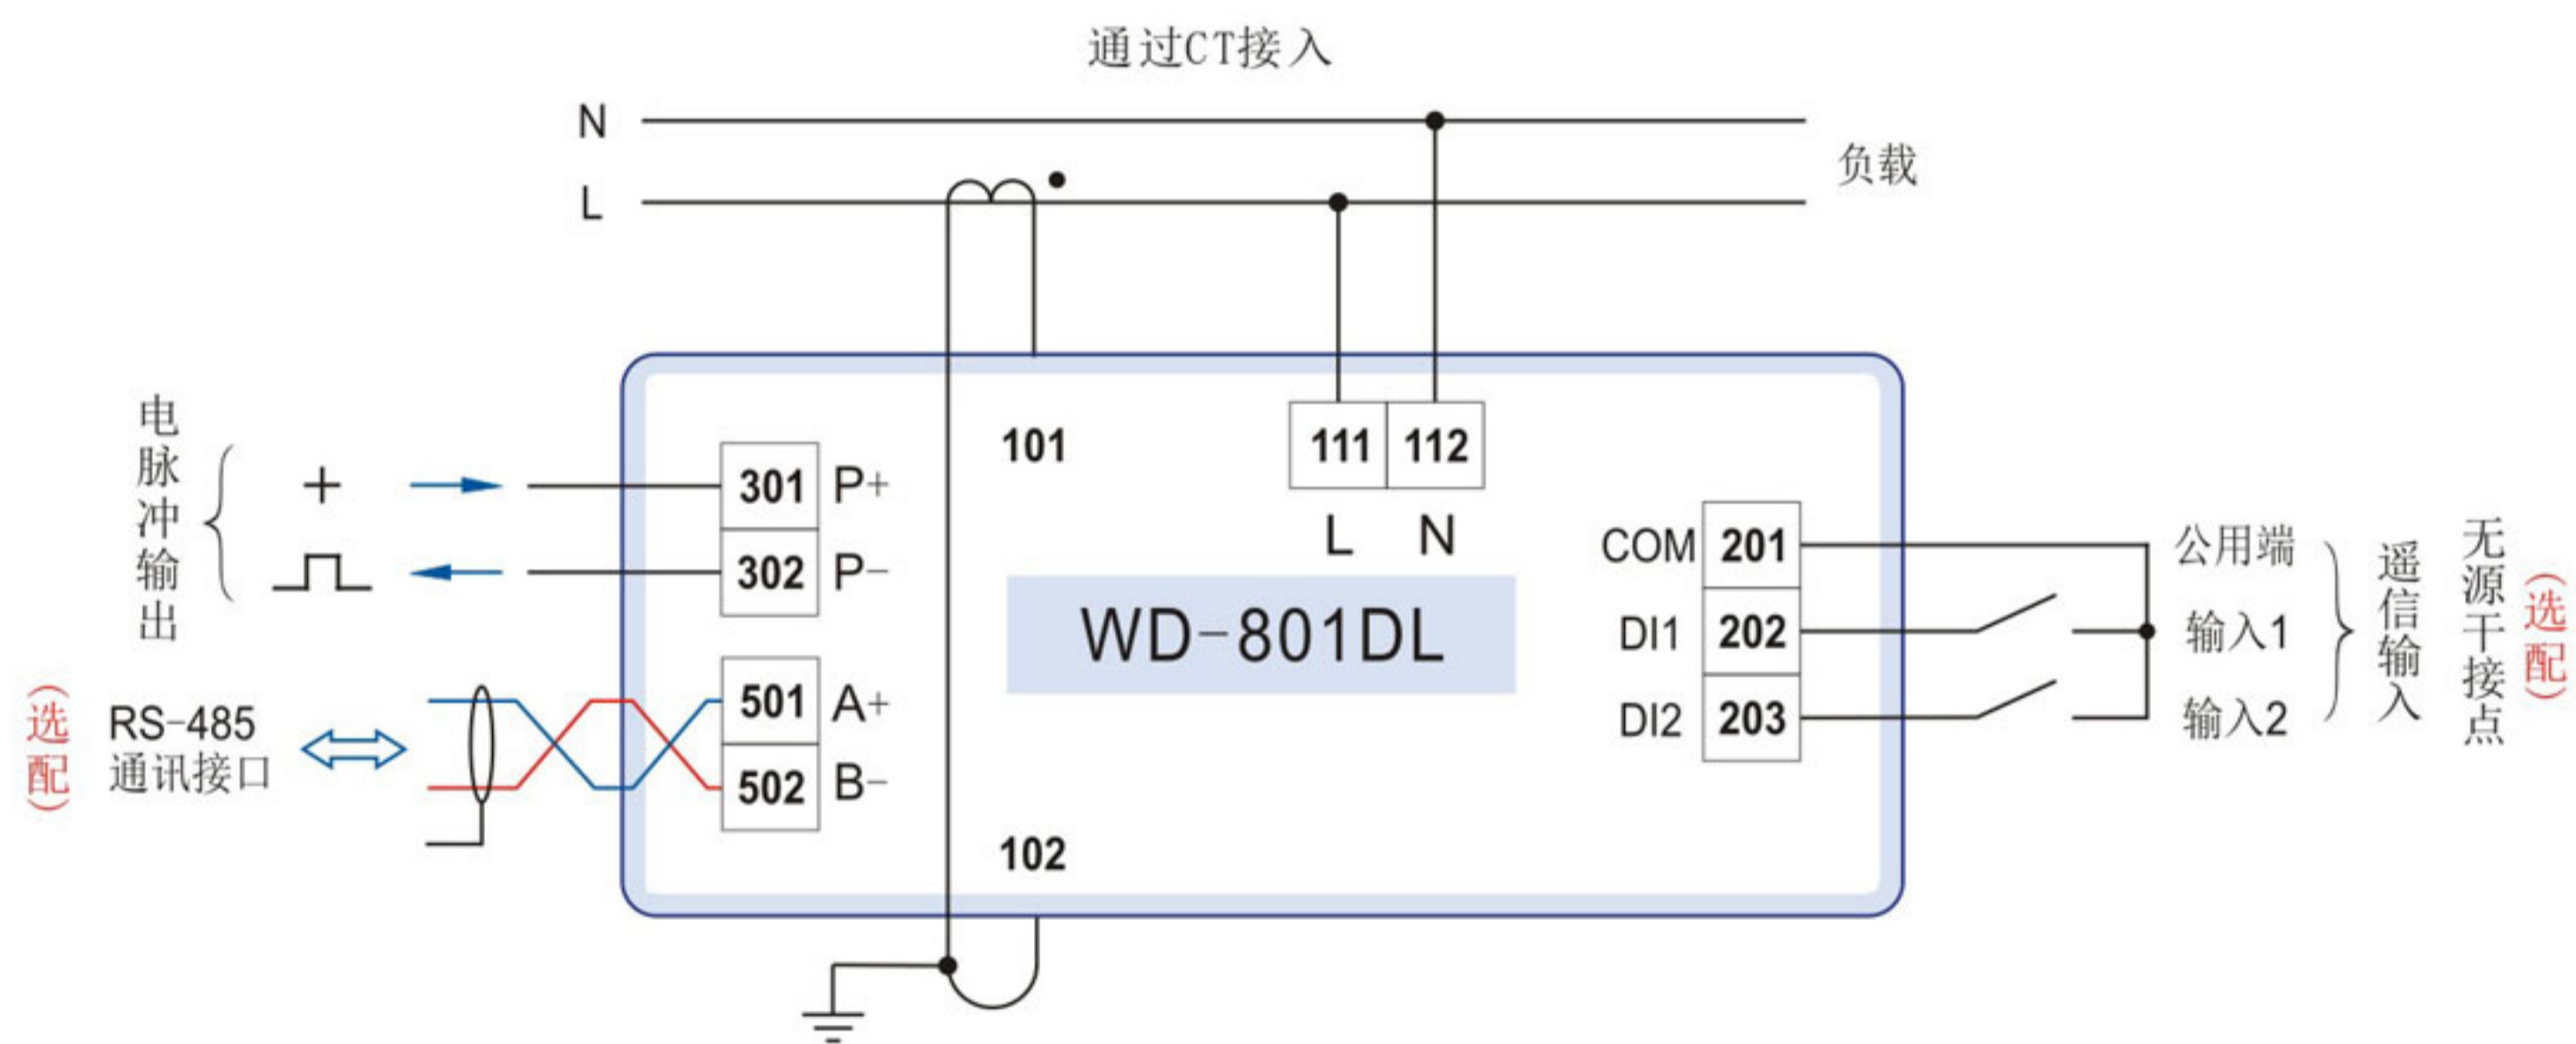 通过CT接入
N
负载
L
电脉冲输出
+
301 P+
302 P-
101
111 112
L N
WD-801DL
COM 201 公用端
DI1 202 输入1
DI2 203 输入2
遥信输入
无源干接点
(选配)
(选配)
RS-485
通讯接口
501 A+
502 B-
102